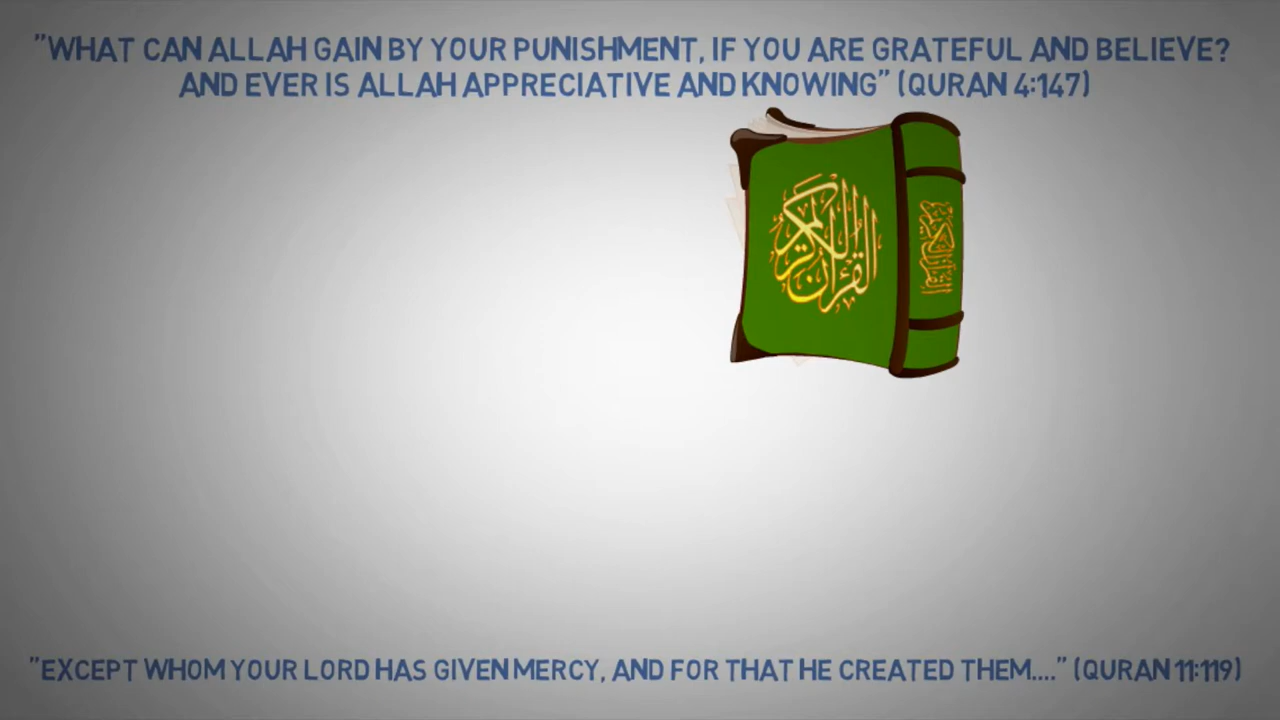 "WHAT CAN ALLAH GAIN BY YOUR PUNISHMENT, IF YOU ARE GRATEFUL AND BELIEVE?
AND EVER IS ALLAH APPRECIATIVE AND KNOWING" (QURAN 4:147)
القرآن الكريم
القرآن الكريم
"EXCEPT WHOM YOUR LORD HAS GIVEN MERCY, AND FOR THAT HE CREATED THEM...." (QURAN 11:119)